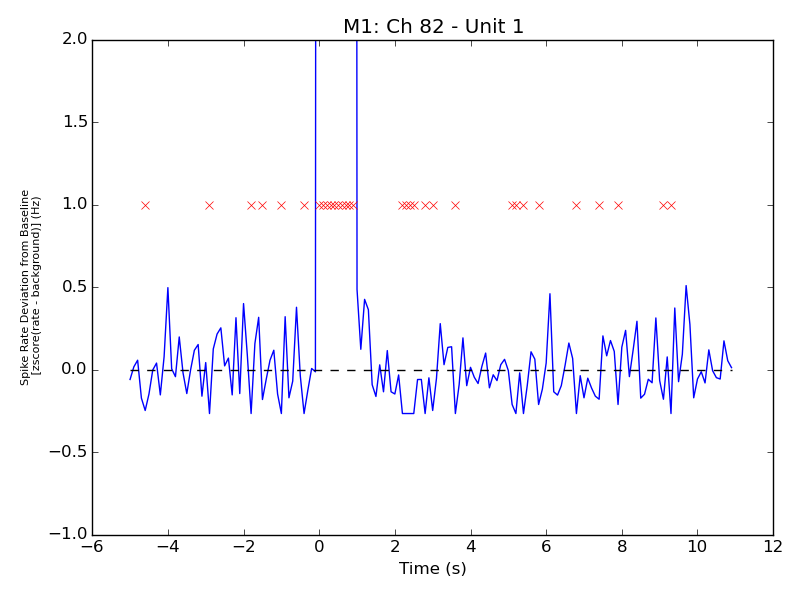 M1: Ch 82 - Unit 1
2.0
1.5
1.0
0.5
0.0
−0.5
−1.0
Spike Rate Deviation from Baseline
[zscore(rate - background)] (Hz)
−6 −4 −2 0 2 4 6 8 10 12
Time (s)